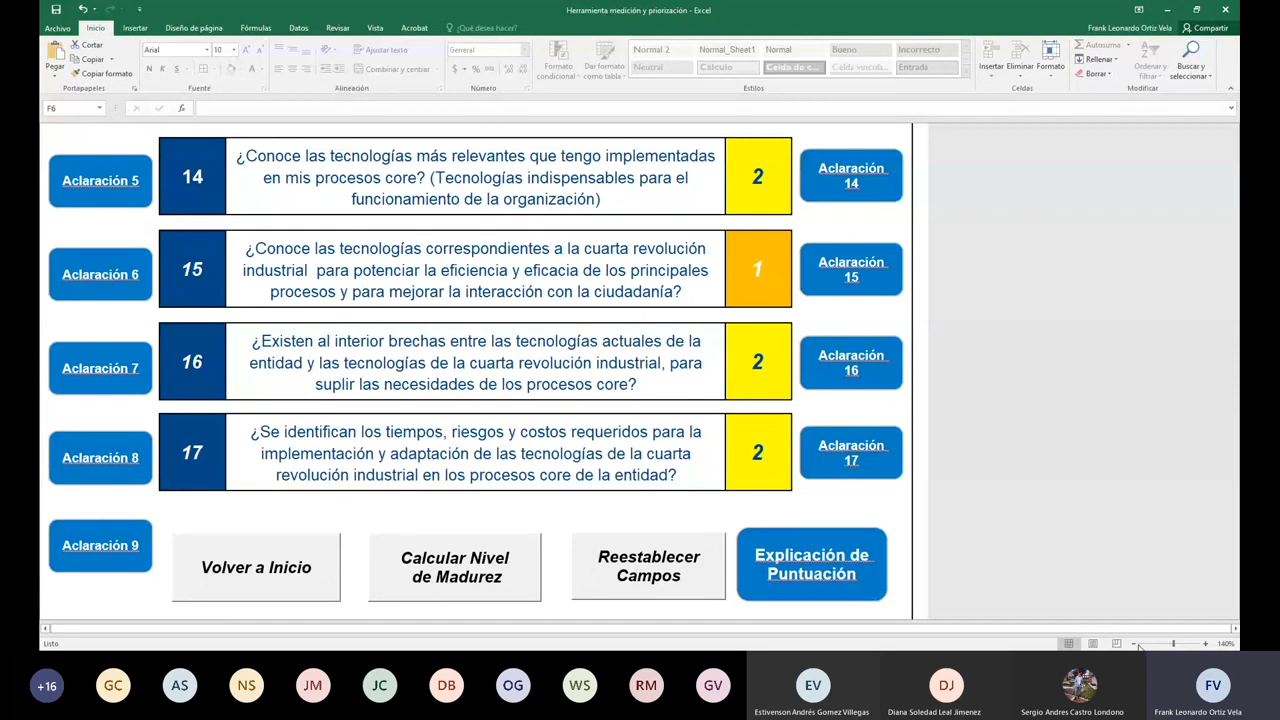 Herramienta medición y priorización - Excel
Archivo Inicio Insertar Diseño de página Fórmulas Datos Revisar Vista Acrobat ¿Qué desea hacer? Frank Leonardo Ortiz Vela Compartir
Pegar
Cortar
Copiar
Copiar formato
Portapapeles
Arial 10
N K S
Fuente
Ajustar texto
Combinar y centrar
Alineación
General
$ % 
Número
Formato condicional
Dar formato como tabla
Normal 2 Normal_Sheet1 Normal Bueno Incorrecto
Neutral Cálculo Celda de c... Celda vincula... Entrada
Estilos
Insertar Eliminar Formato
Celdas
Autosuma
Rellenar
Borrar
Ordenar y filtrar
Buscar y seleccionar
Modificar
F6 fx
Aclaración 5
14
¿Conoce las tecnologías más relevantes que tengo implementadas
en mis procesos core? (Tecnologías indispensables para el
funcionamiento de la organización)
2
Aclaración
14
Aclaración 6
15
¿Conoce las tecnologías correspondientes a la cuarta revolución
industrial para potenciar la eficiencia y eficacia de los principales
procesos y para mejorar la interacción con la ciudadanía?
1
Aclaración
15
Aclaración 7
16
¿Existen al interior brechas entre las tecnologías actuales de la
entidad y las tecnologías de la cuarta revolución industrial, para
suplir las necesidades de los procesos core?
2
Aclaración
16
Aclaración 8
17
¿Se identifican los tiempos, riesgos y costos requeridos para la
implementación y adaptación de las tecnologías de la cuarta
revolución industrial en los procesos core de la entidad?
2
Aclaración
17
Aclaración 9
Volver a Inicio
Calcular Nivel
de Madurez
Reestablecer
Campos
Explicación de
Puntuación
Listo
140%
+16 GC AS NS JM JC DB OG WS RM GV EV DJ FV
Estivenson Andrés Gomez Villegas
Diana Soledad Leal Jimenez
Sergio Andres Castro Londono
Frank Leonardo Ortiz Vela